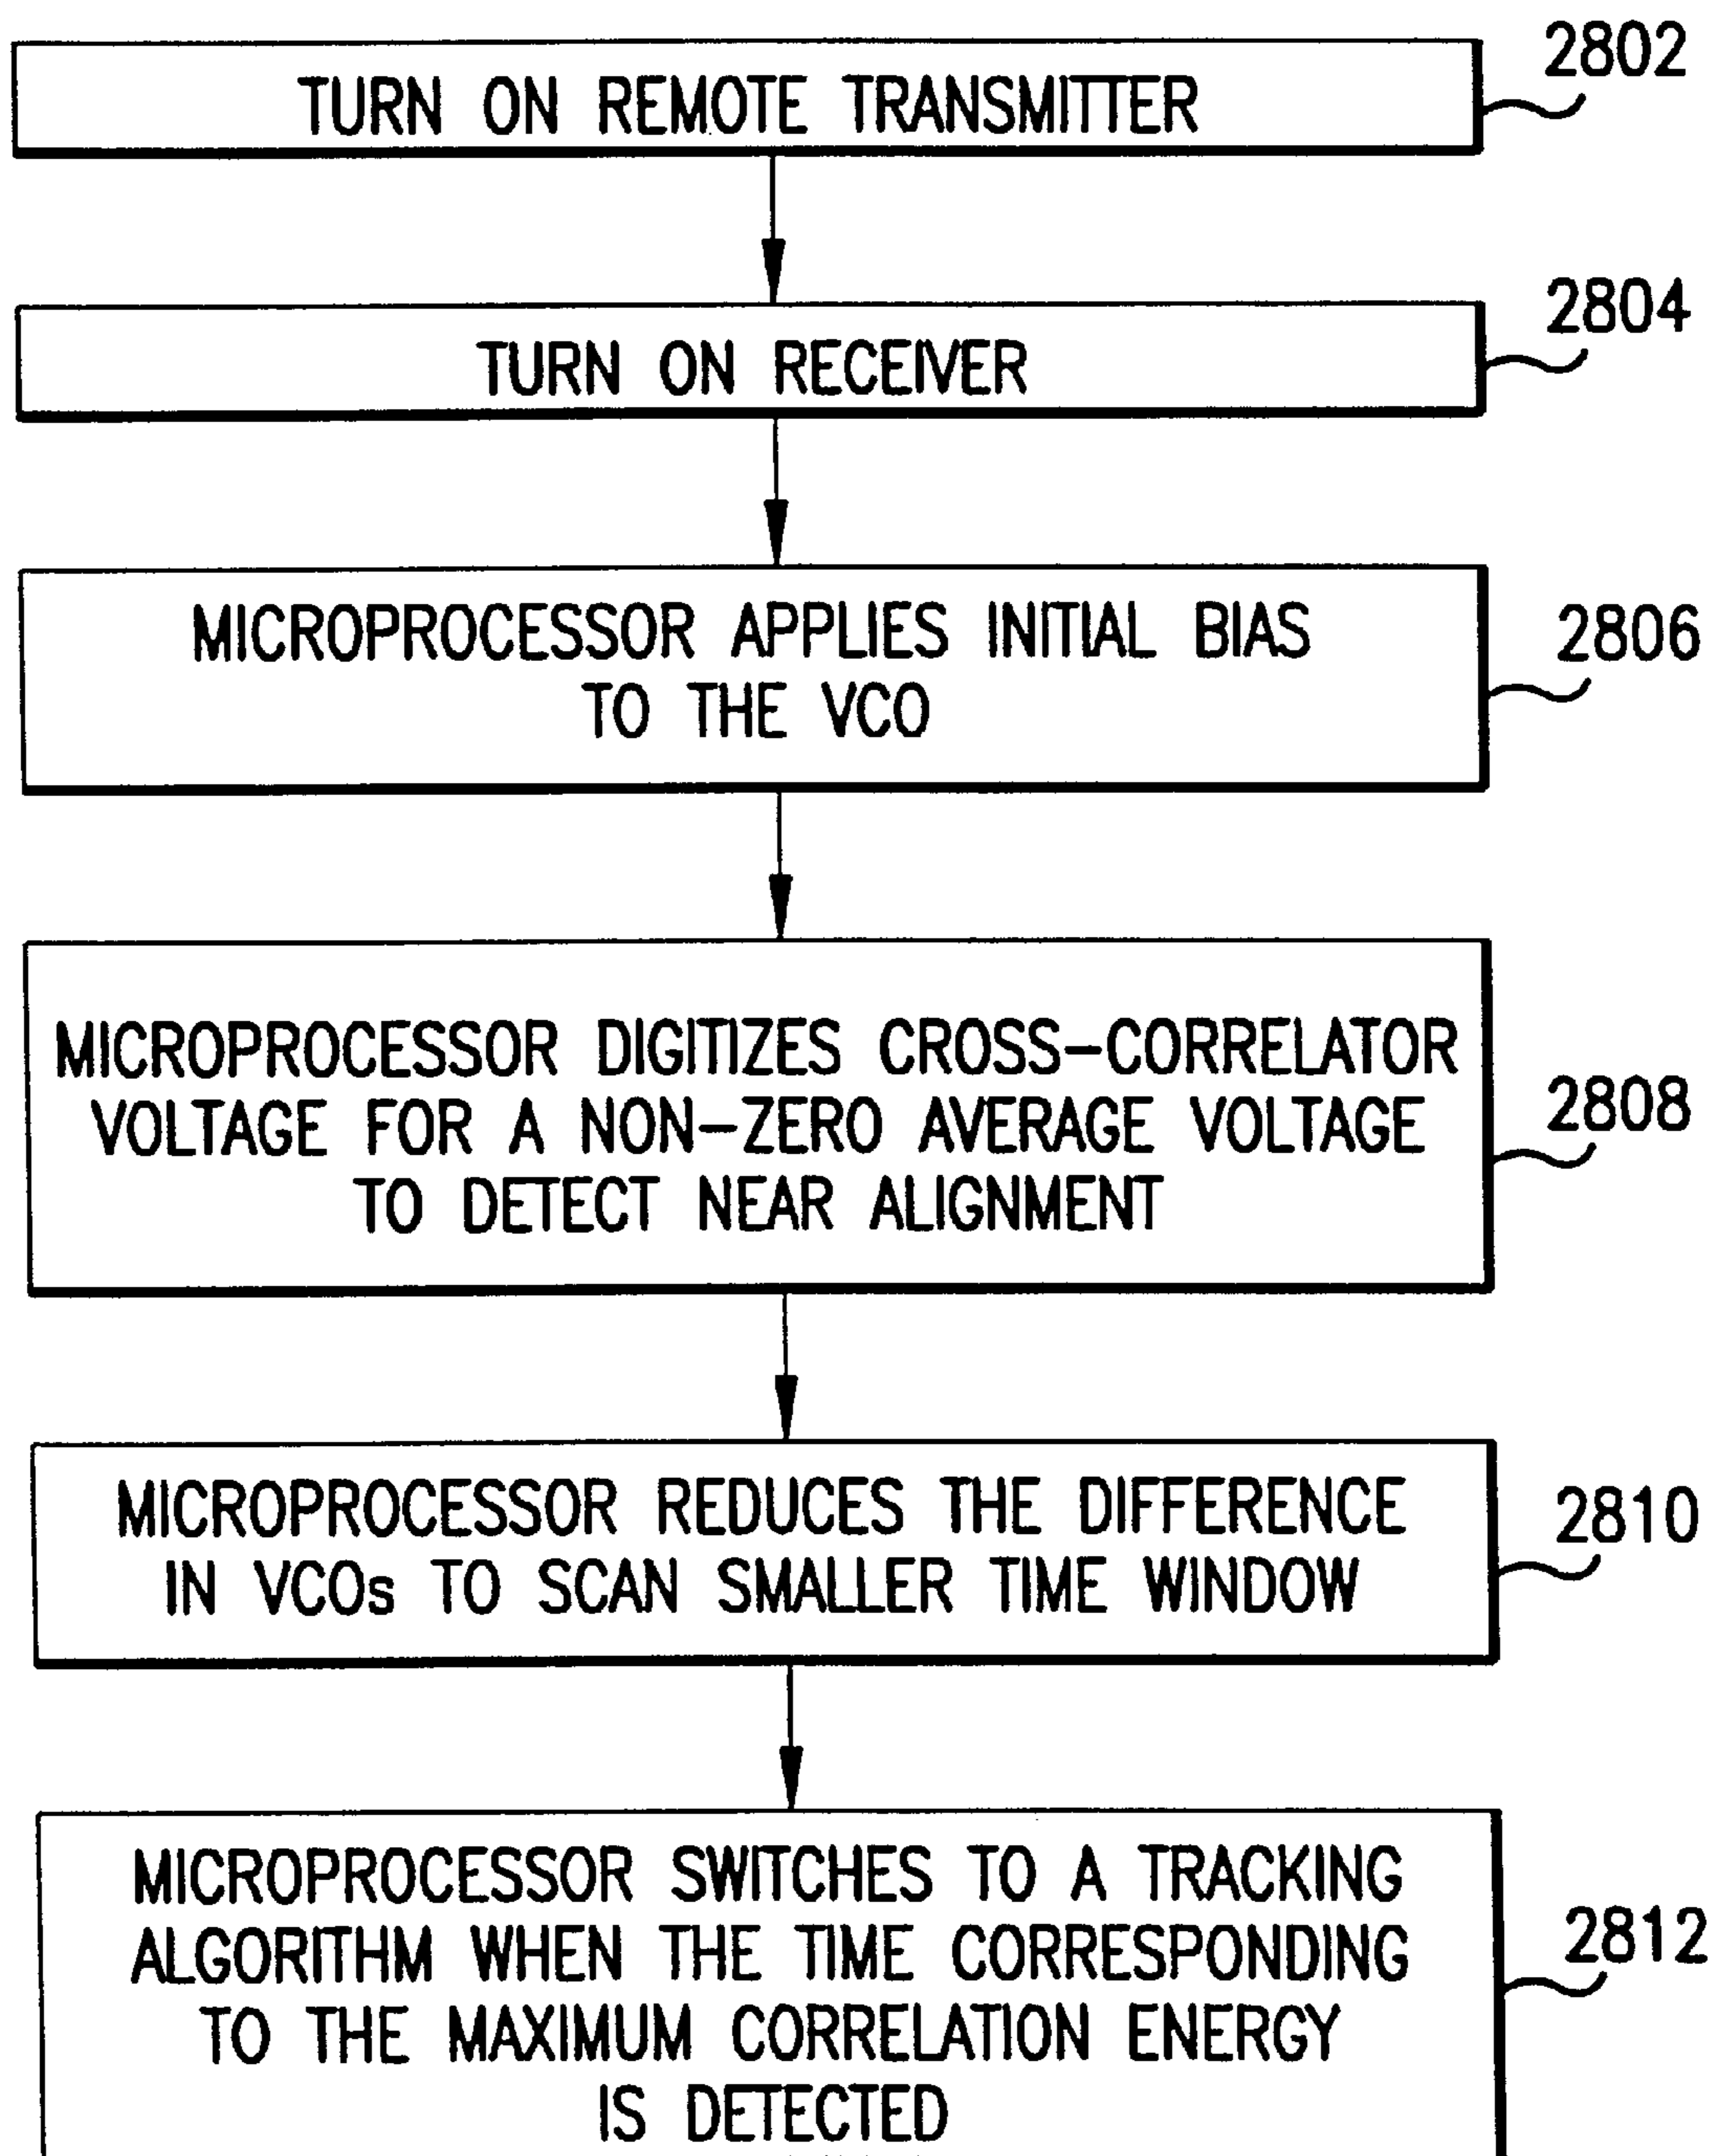 TURN ON REMOTE TRANSMITTER
2802
TURN ON RECEIVER
2804
MICROPROCESSOR APPLIES INITIAL BIAS
TO THE VCO
2806
MICROPROCESSOR DIGITIZES CROSS-CORRELATOR
VOLTAGE FOR A NON-ZERO AVERAGE VOLTAGE
TO DETECT NEAR ALIGNMENT
2808
MICROPROCESSOR REDUCES THE DIFFERENCE
IN VCOs TO SCAN SMALLER TIME WINDOW
2810
MICROPROCESSOR SWITCHES TO A TRACKING
ALGORITHM WHEN THE TIME CORRESPONDING
TO THE MAXIMUM CORRELATION ENERGY
IS DETECTED
2812